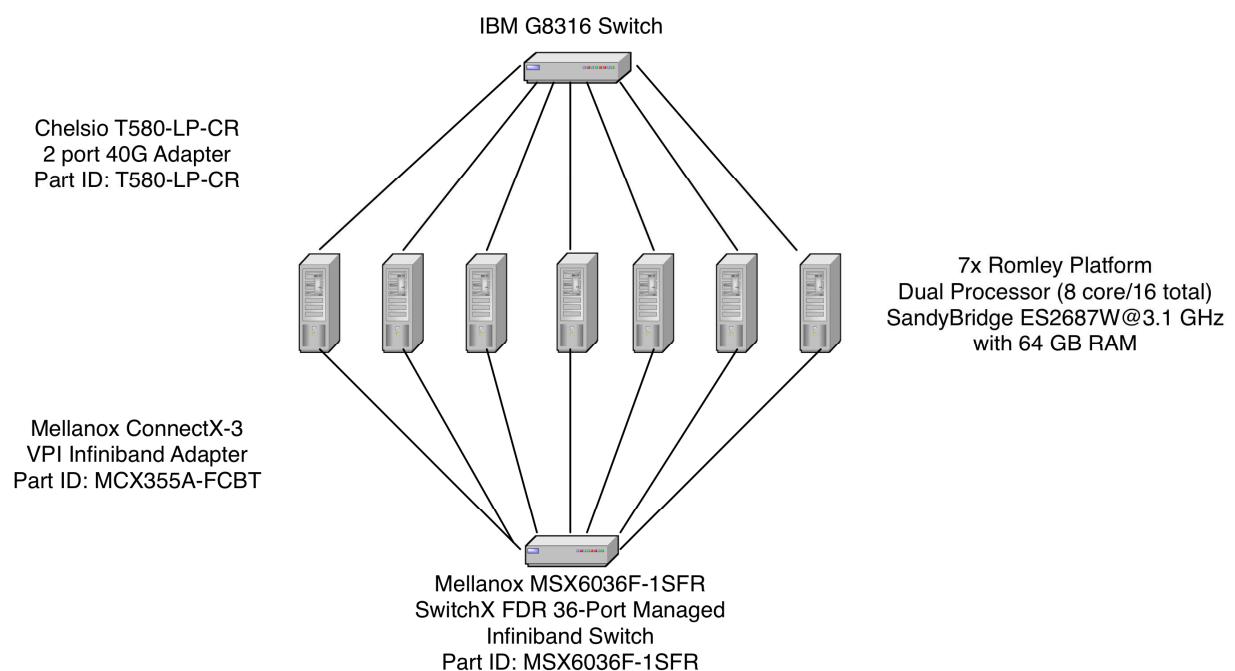 IBM G8316 Switch
Chelsio T580-LP-CR
2 port 40G Adapter
Part ID: T580-LP-CR
7x Romley Platform
Dual Processor (8 core/16 total)
SandyBridge ES2687W@3.1 GHz
with 64 GB RAM
Mellanox ConnectX-3
VPI Infiniband Adapter
Part ID: MCX355A-FCBT
Mellanox MSX6036F-1SFR
SwitchX FDR 36-Port Managed
Infiniband Switch
Part ID: MSX6036F-1SFR